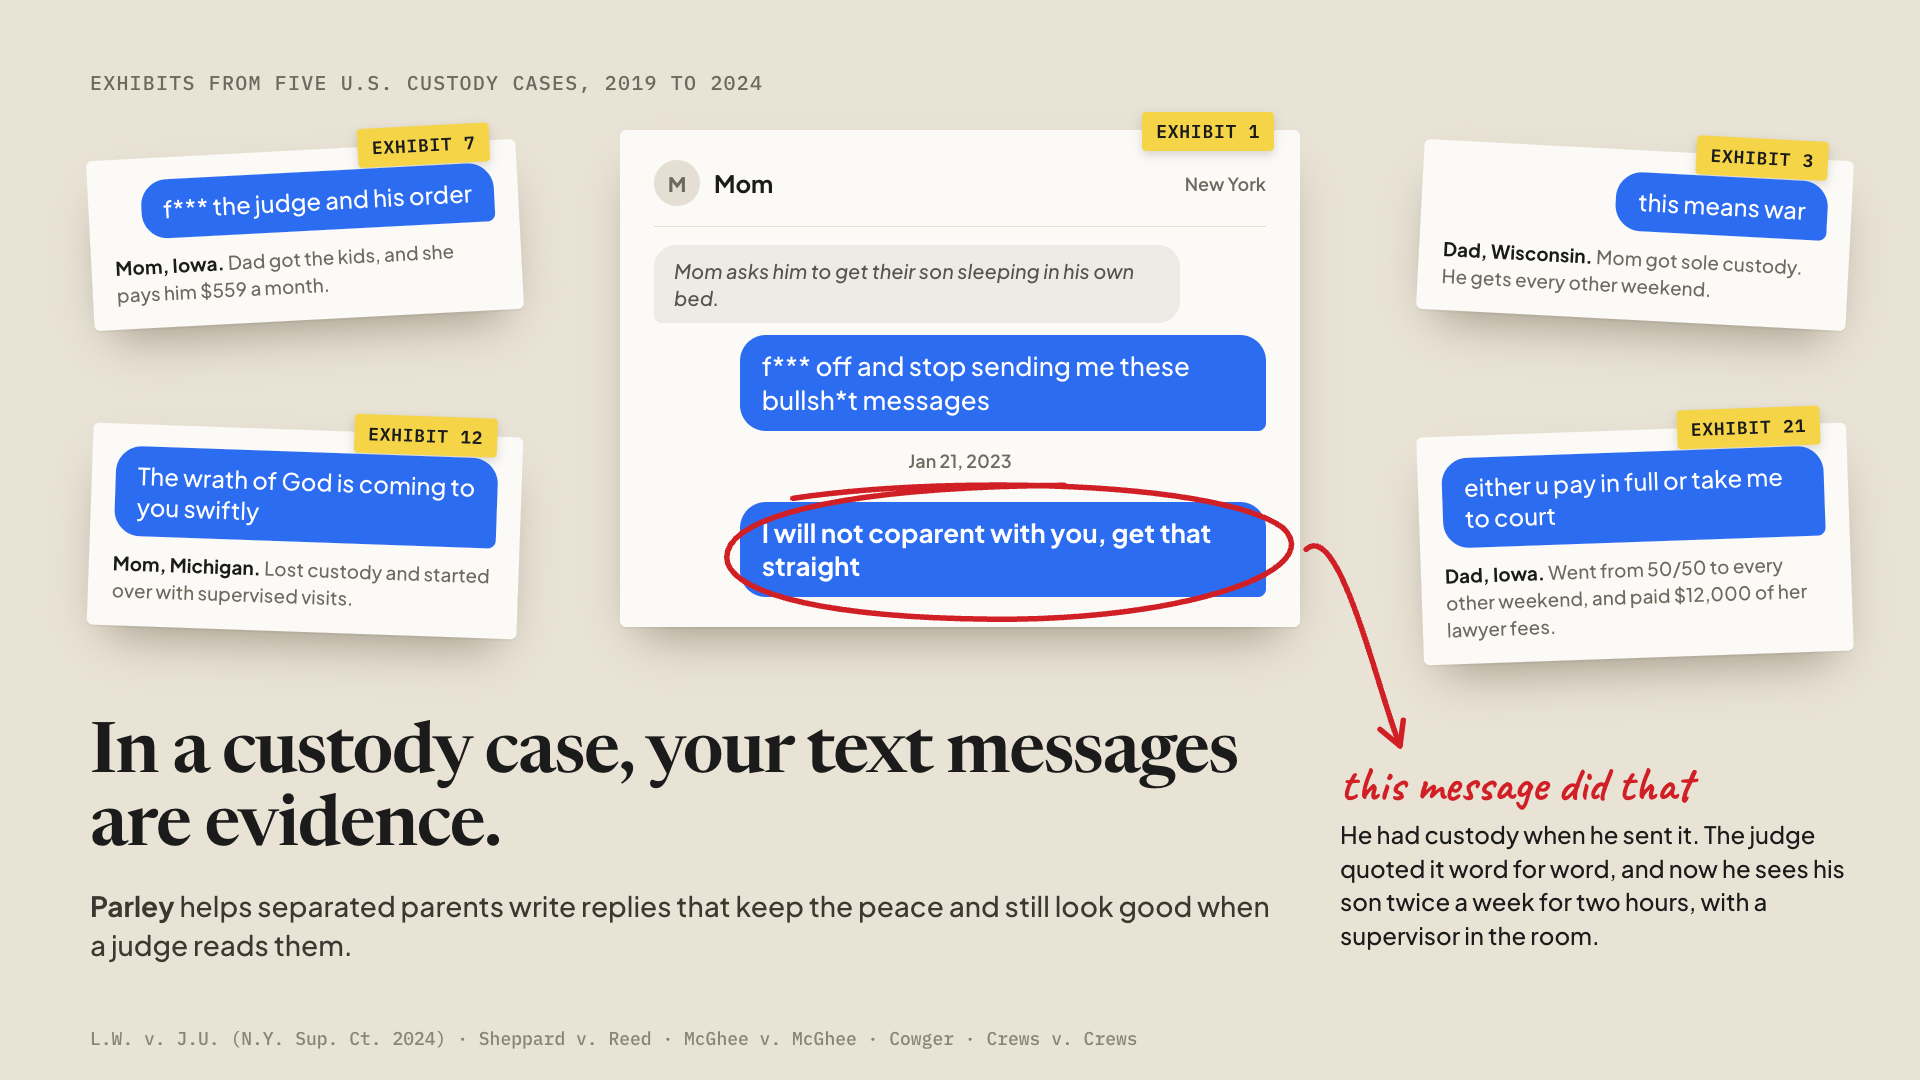 EXHIBITS FROM FIVE U.S. CUSTODY CASES, 2019 TO 2024
EXHIBIT 7
f*** the judge and his order
Mom, Iowa. Dad got the kids, and she
pays him $559 a month.
EXHIBIT 12
The wrath of God is coming to
you swiftly
Mom, Michigan. Lost custody and started
over with supervised visits.
EXHIBIT 1
M
Mom
New York
Mom asks him to get their son sleeping in his own
bed.
f*** off and stop sending me these
bullsh*t messages
Jan 21, 2023
I will not coparent with you, get that
straight
EXHIBIT 3
this means war
Dad, Wisconsin. Mom got sole custody.
He gets every other weekend.
EXHIBIT 21
either u pay in full or take me
to court
Dad, Iowa. Went from 50/50 to every
other weekend, and paid $12,000 of her
lawyer fees.
In a custody case, your text messages
are evidence.
Parley helps separated parents write replies that keep the peace and still look good when
a judge reads them.
this message did that
He had custody when he sent it. The judge
quoted it word for word, and now he sees his
son twice a week for two hours, with a
supervisor in the room.
L.W. v. J.U. (N.Y. Sup. Ct. 2024) · Sheppard v. Reed · McGhee v. McGhee · Cowger · Crews v. Crews